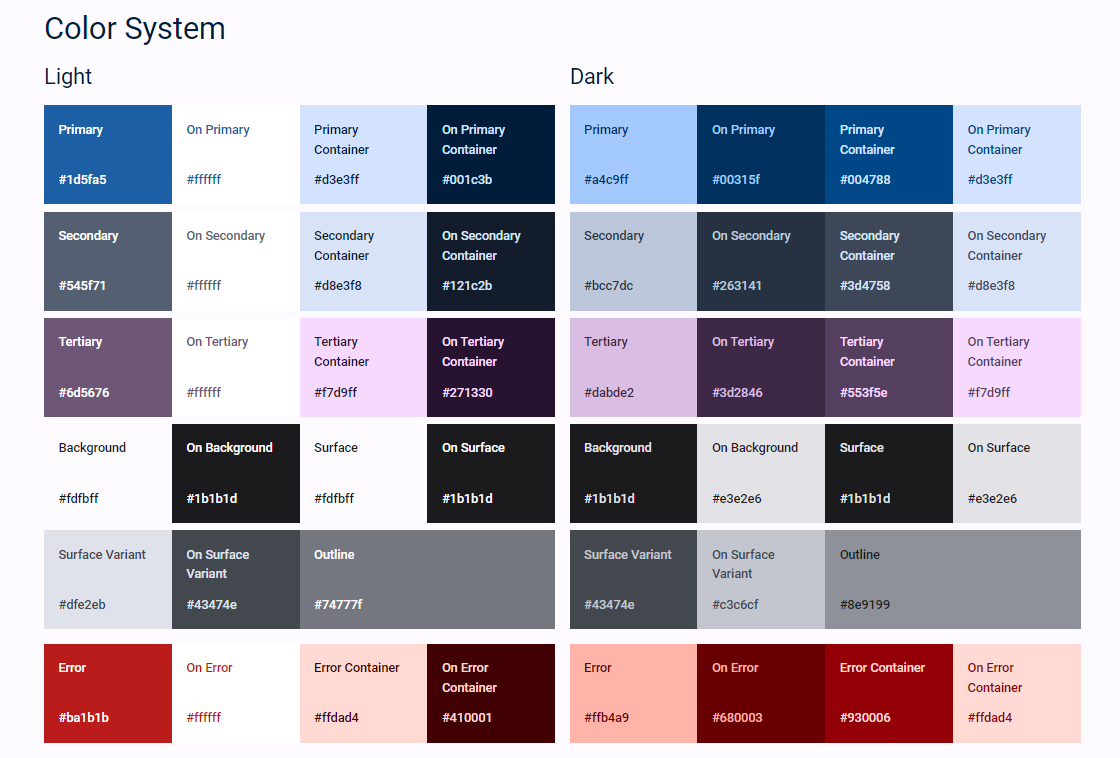 Color System
Light
Dark
Primary
On Primary
Primary
Container
On Primary
Container
Primary
On Primary
Primary
Container
On Primary
Container
#1d5fa5
#ffffff
#d3e3ff
#001c3b
#a4c9ff
#00315f
#004788
#d3e3ff
Secondary
On Secondary
Secondary
Container
On Secondary
Container
Secondary
On Secondary
Secondary
Container
On Secondary
Container
#545f71
#ffffff
#d8e3f8
#121c2b
#bcc7dc
#263141
#3d4758
#d8e3f8
Tertiary
On Tertiary
Tertiary
Container
On Tertiary
Container
Tertiary
On Tertiary
Tertiary
Container
On Tertiary
Container
#6d5676
#ffffff
#f7d9ff
#271330
#dabde2
#3d2846
#553f5e
#f7d9ff
Background
On Background
Surface
On Surface
Background
On Background
Surface
On Surface
#fdfbff
#1b1b1d
#fdfbff
#1b1b1d
#1b1b1d
#e3e2e6
#1b1b1d
#e3e2e6
Surface Variant
On Surface
Variant
Outline
Surface Variant
On Surface
Variant
Outline
#dfe2eb
#43474e
#74777f
#43474e
#c3c6cf
#8e9199
Error
On Error
Error Container
On Error
Container
Error
On Error
Error Container
On Error
Container
#ba1b1b
#ffffff
#ffdad4
#410001
#ffb4a9
#680003
#930006
#ffdad4